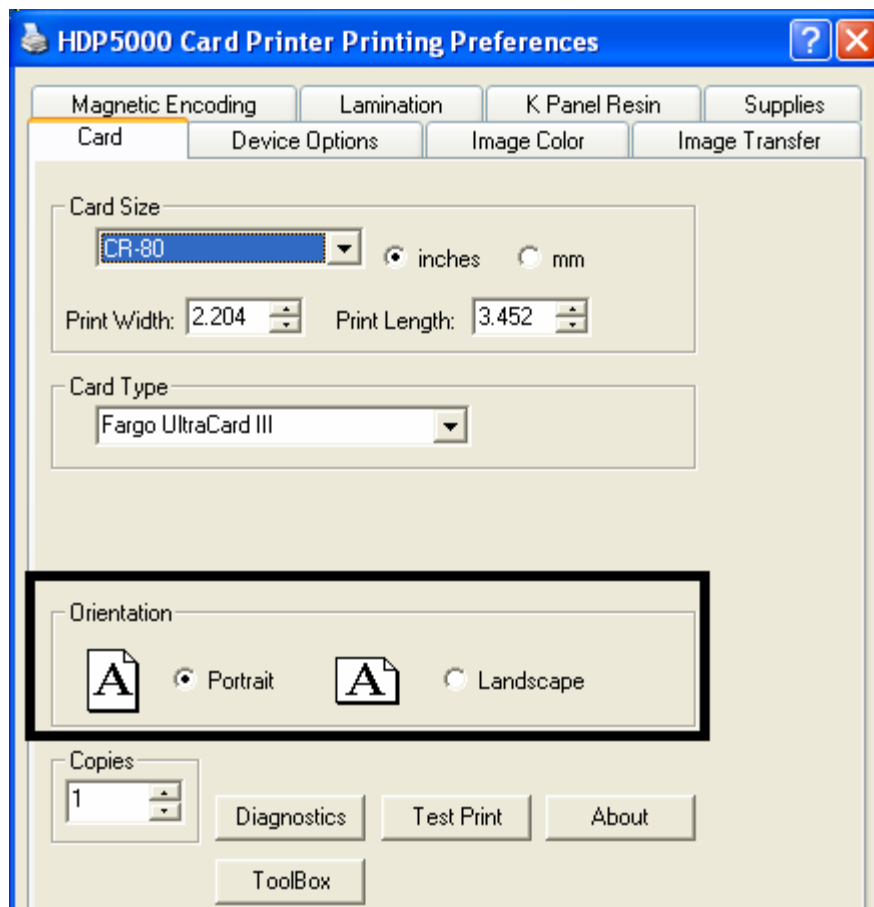 HDP5000 Card Printer Printing Preferences
Magnetic Encoding Lamination K Panel Resin Supplies
Card Device Options Image Color Image Transfer
Card Size
CR-80 inches mm
Print Width: 2.204 Print Length: 3.452
Card Type
Fargo UltraCard III
Orientation
A Portrait A Landscape
Copies
1 Diagnostics Test Print About
ToolBox